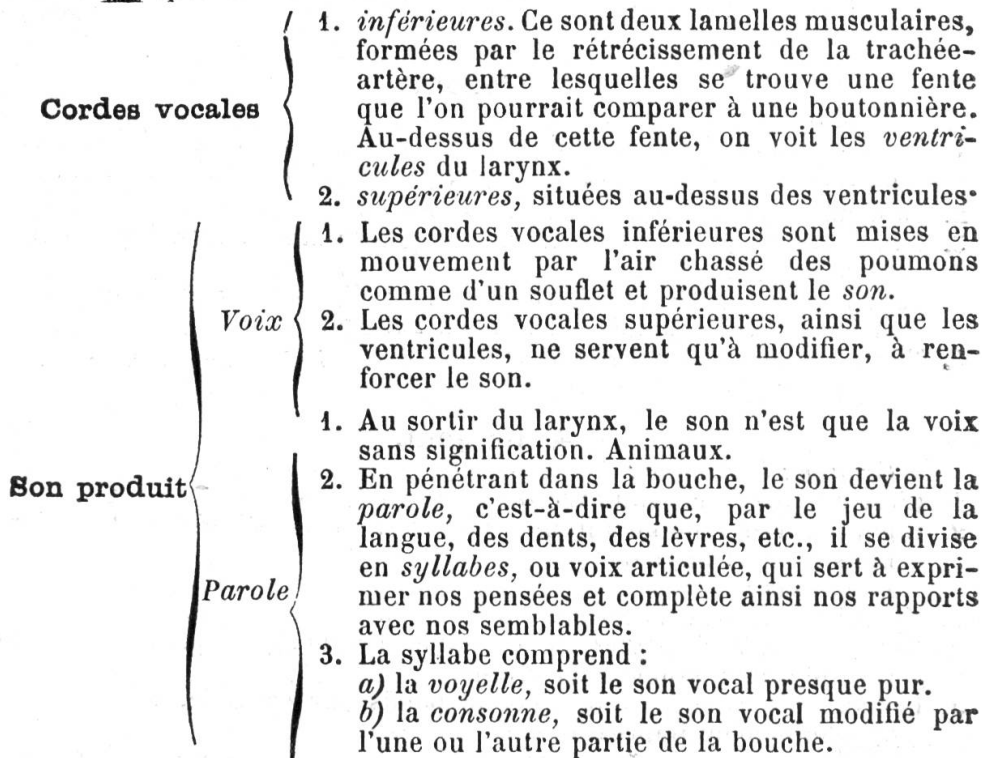 1. inférieures. Ce sont deux lamelles musculaires,
formées par le rétrécissement de la trachée-
artère, entre lesquelles se trouve une fente
Cordes vocales
que l'on pourrait comparer à une boutonnière.
Au-dessus de cette fente, on voit les ventri-
cules du larynx.
2. supérieures, situées au-dessus des ventricules.
1. Les cordes vocales inférieures sont mises en
mouvement par l'air chassé des poumons
comme d'un souflet et produisent le son.
Voix
2. Les cordes vocales supérieures, ainsi que les
ventricules, ne servent qu'à modifier, à ren-
forcer le son.
1. Au sortir du larynx, le son n'est que la voix
sans signification. Animaux.
Son produit
2. En pénétrant dans la bouche, le son devient la
parole, c'est-à-dire que, par le jeu de la
langue, des dents, des lèvres, etc., il se divise
en syllabes, ou voix articulée, qui sert à expri-
Parole
mer nos pensées et complète ainsi nos rapports
avec nos semblables.
3. La syllabe comprend :
a) la voyelle, soit le son vocal presque pur.
b) la consonne, soit le son vocal modifié par
l'une ou l'autre partie de la bouche.